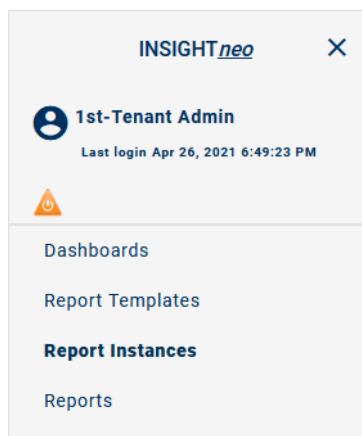 INSIGHTneo
1st-Tenant Admin
Last login Apr 26, 2021 6:49:23 PM
Dashboards
Report Templates
Report Instances
Reports